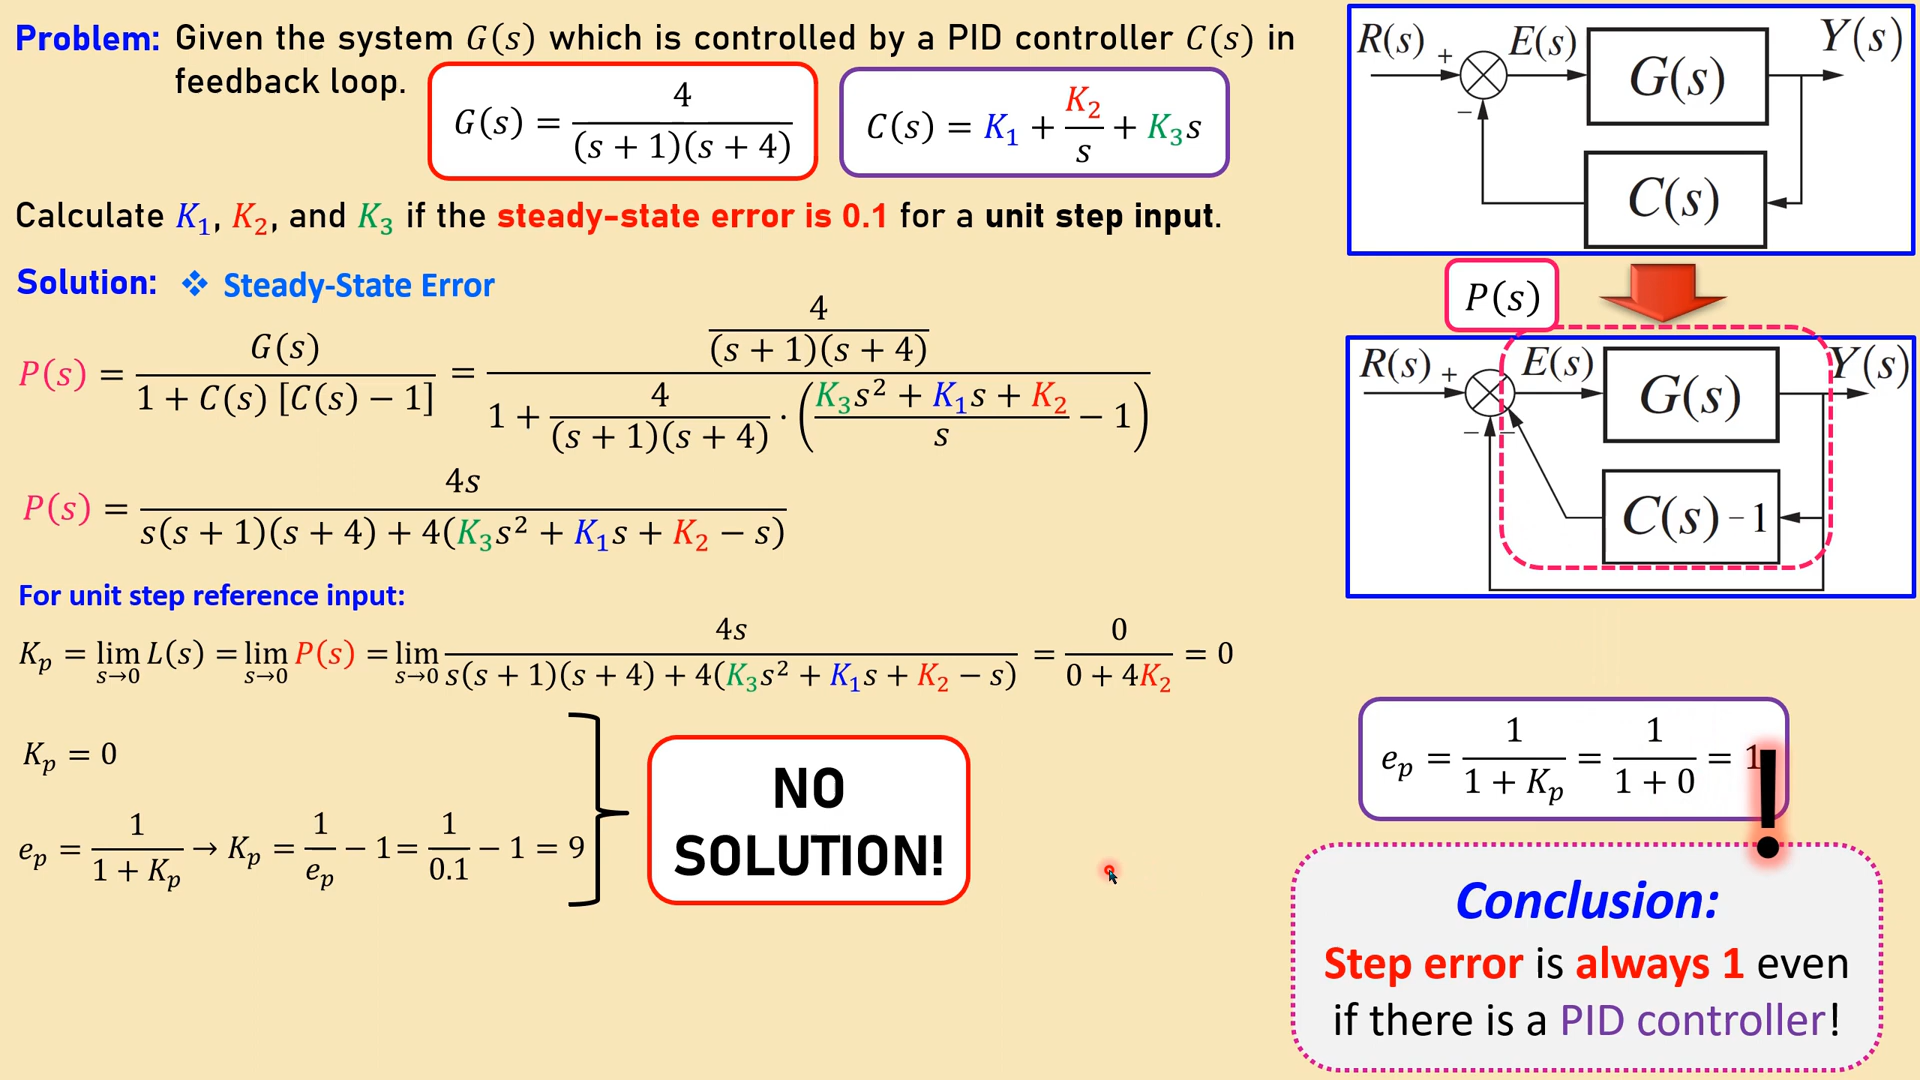 Problem: Given the system G(s) which is controlled by a PID controller C(s) in
feedback loop.
G(s) = 4 / (s + 1)(s + 4)
C(s) = K₁ + K₂/s + K₃s
Calculate K₁, K₂, and K₃ if the steady-state error is 0.1 for a unit step input.
Solution: ❖ Steady-State Error
P(s) = G(s) / 1 + C(s) [C(s) − 1] = 4 / (s + 1)(s + 4) / 1 + 4 / (s + 1)(s + 4) · (K₃s² + K₁s + K₂ / s − 1)
P(s) = 4s / s(s + 1)(s + 4) + 4(K₃s² + K₁s + K₂ − s)
For unit step reference input:
Kₚ = lim s→0 L(s) = lim s→0 P(s) = lim s→0 4s / s(s + 1)(s + 4) + 4(K₃s² + K₁s + K₂ − s) = 0 / 0 + 4K₂ = 0
Kₚ = 0
eₚ = 1 / 1 + Kₚ → Kₚ = 1/eₚ − 1 = 1/0.1 − 1 = 9
NO
SOLUTION!
R(s) + E(s) G(s) Y(s)
−
C(s)
P(s)
R(s) + E(s) G(s) Y(s)
− −
C(s) − 1
eₚ = 1 / 1 + Kₚ = 1 / 1 + 0 = 1
!
Conclusion:
Step error is always 1 even
if there is a PID controller!